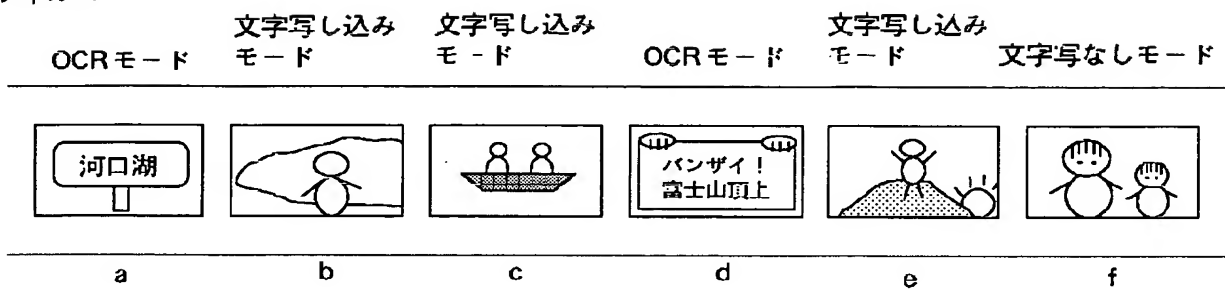 OCRモード
文字写し込み
モード
文字写し込み
モード
OCRモード
文字写し込み
モード
文字写なしモード
河口湖
バンザイ！
富士山頂上
a
b
c
d
e
f